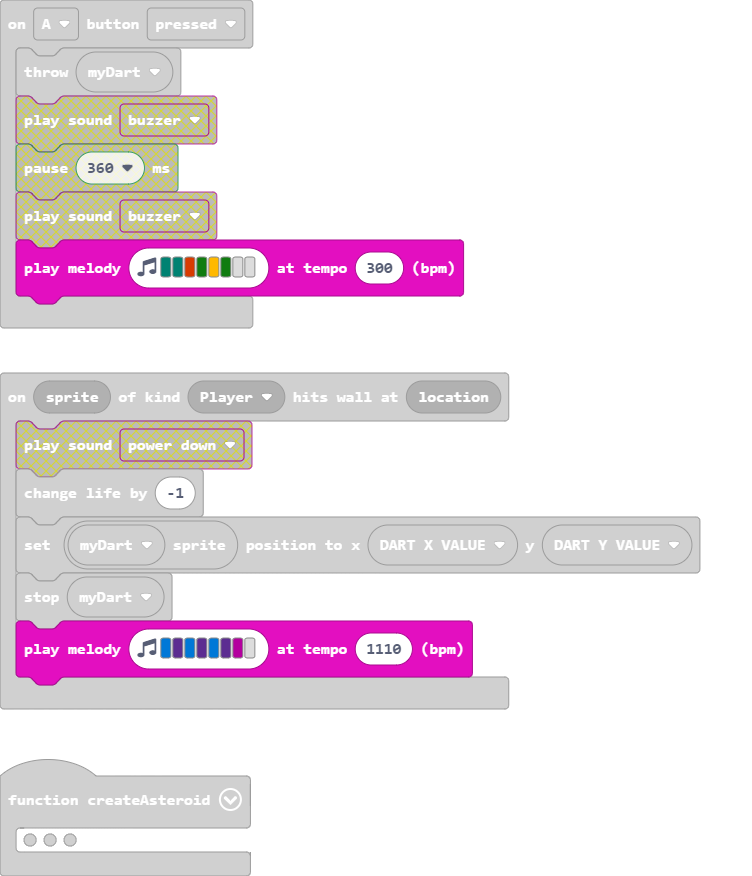 on A button pressed
throw myDart
play sound buzzer
pause 360 ms
play sound buzzer
play melody at tempo 300 (bpm)
on sprite of kind Player hits wall at location
play sound power down
change life by -1
set myDart sprite position to x DART X VALUE y DART Y VALUE
stop myDart
play melody at tempo 1110 (bpm)
function createAsteroid